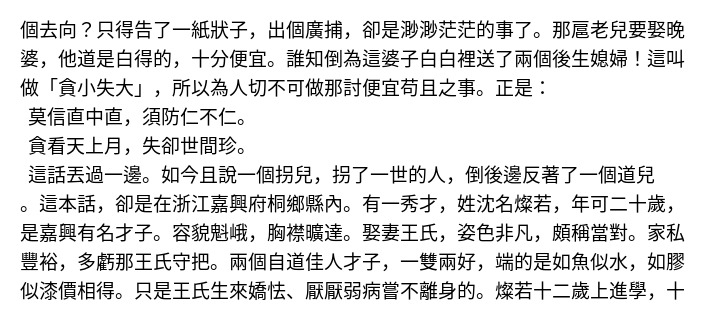 個去向？只得告了一紙狀子，出個廣捕，卻是渺渺茫茫的事了。那扈老兒要娶晚
婆，他道是白得的，十分便宜。誰知倒為這婆子白白裡送了兩個後生媳婦！這叫
做「貪小失大」，所以為人切不可做那討便宜苟且之事。正是：
莫信直中直，須防仁不仁。
貪看天上月，失卻世間珍。
這話丟過一邊。如今且說一個拐兒，拐了一世的人，倒後邊反著了一個道兒
。這本話，卻是在浙江嘉興府桐鄉縣內。有一秀才，姓沈名燦若，年可二十歲，
是嘉興有名才子。容貌魁峨，胸襟曠達。娶妻王氏，姿色非凡，頗稱當對。家私
豐裕，多虧那王氏守把。兩個自道佳人才子，一雙兩好，端的是如魚似水，如膠
似漆價相得。只是王氏生來嬌怯、厭厭弱病嘗不離身的。燦若十二歲上進學，十